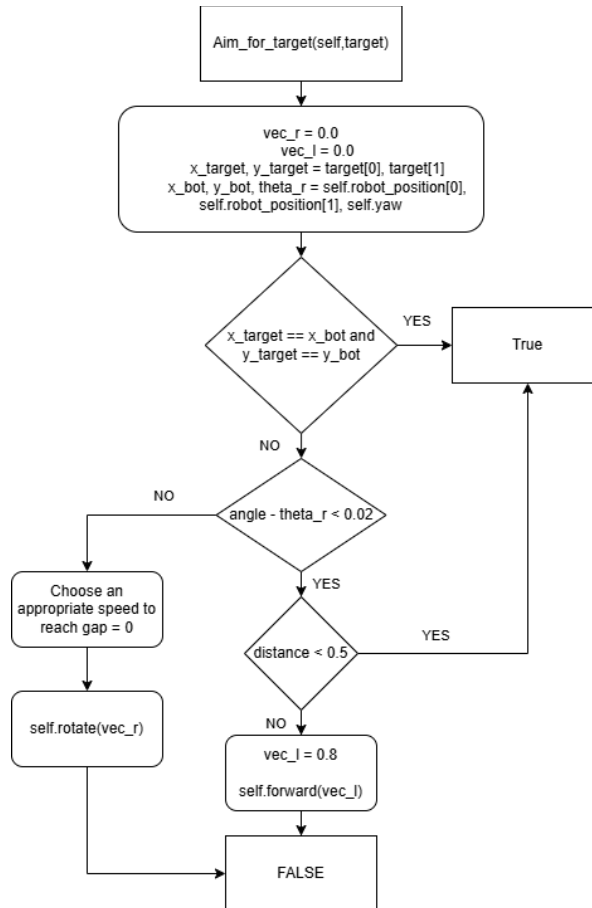 Aim_for_target(self,target)
vec_r = 0.0
vec_l = 0.0
x_target, y_target = target[0], target[1]
x_bot, y_bot, theta_r = self.robot_position[0],
self.robot_position[1], self.yaw
x_target == x_bot and
y_target == y_bot
YES
True
NO
angle - theta_r < 0.02
NO
YES
Choose an
appropriate speed to
reach gap = 0
distance < 0.5
YES
self.rotate(vec_r)
NO
vec_l = 0.8
self.forward(vec_l)
FALSE